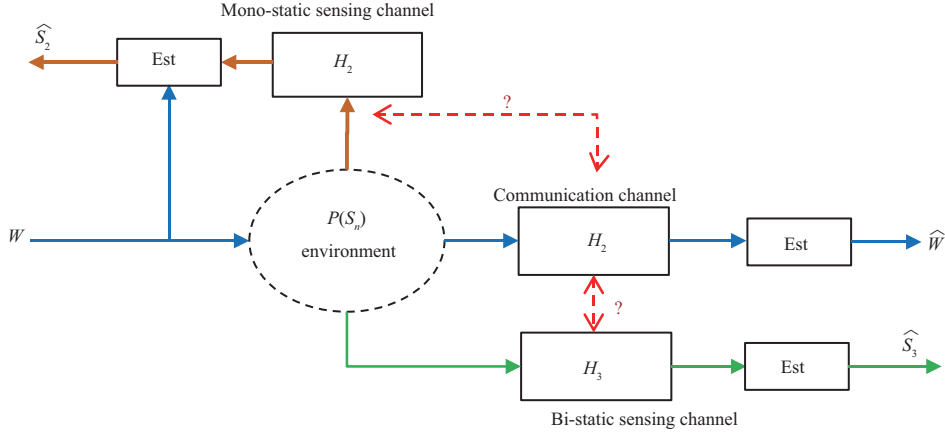 Mono-static sensing channel
Ŝ₂
Est
H₂
?
Communication channel
W
P(Sₙ)
environment
H₂
Est
Ŵ
?
H₃
Est
Ŝ₃
Bi-static sensing channel